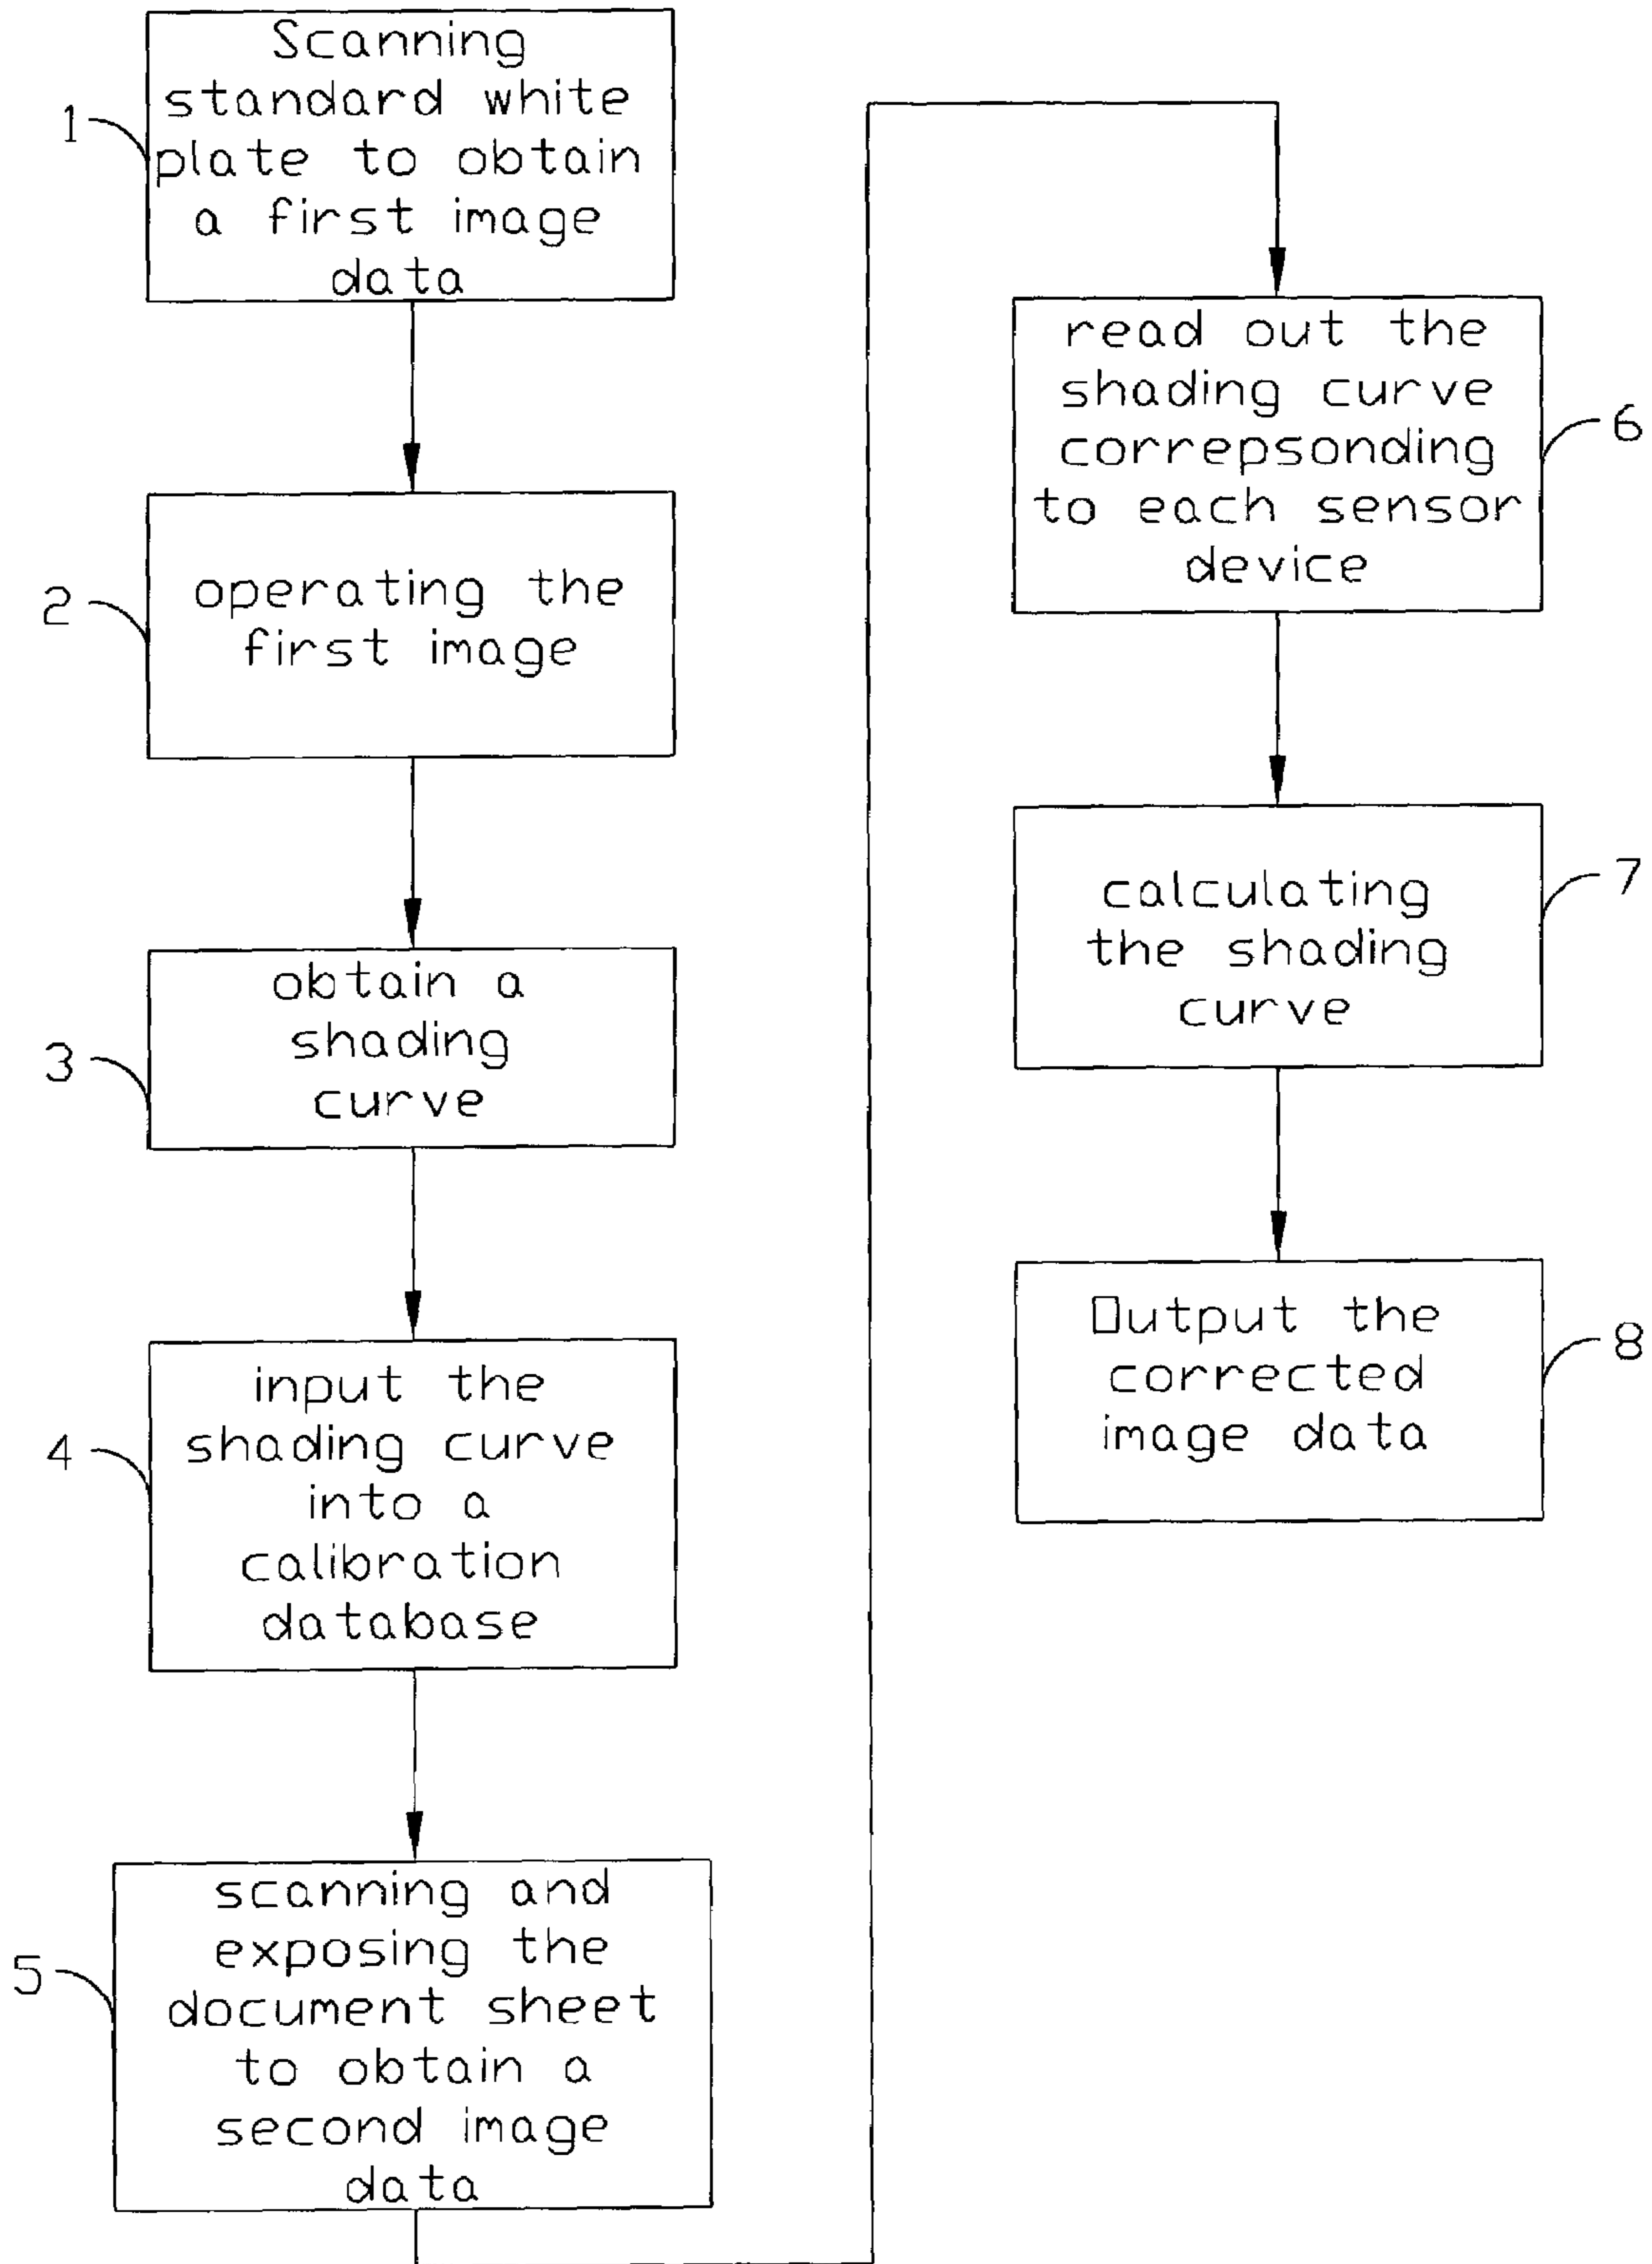 1
Scanning
standard white
plate to obtain
a first image
data
2
operating the
first image
3
obtain a
shading
curve
4
input the
shading curve
into a
calibration
database
5
scanning and
exposing the
document sheet
to obtain a
second image
data
read out the
shading curve
correpsonding
to each sensor
device
6
calculating
the shading
curve
7
Output the
corrected
image data
8